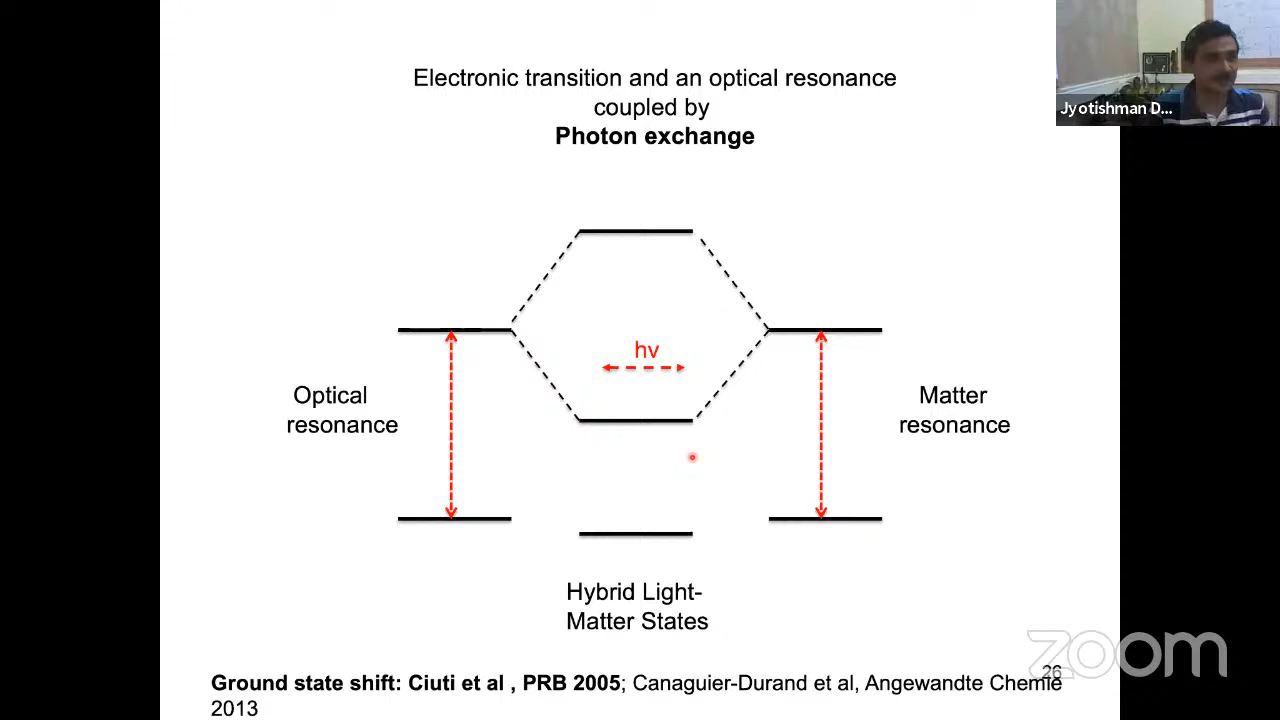 Electronic transition and an optical resonance
coupled by
Photon exchange
Jyotishman D...
hv
Optical
resonance
Matter
resonance
Hybrid Light-
Matter States
zoom
26
Ground state shift: Ciuti et al , PRB 2005; Canaguier-Durand et al, Angewandte Chemie
2013